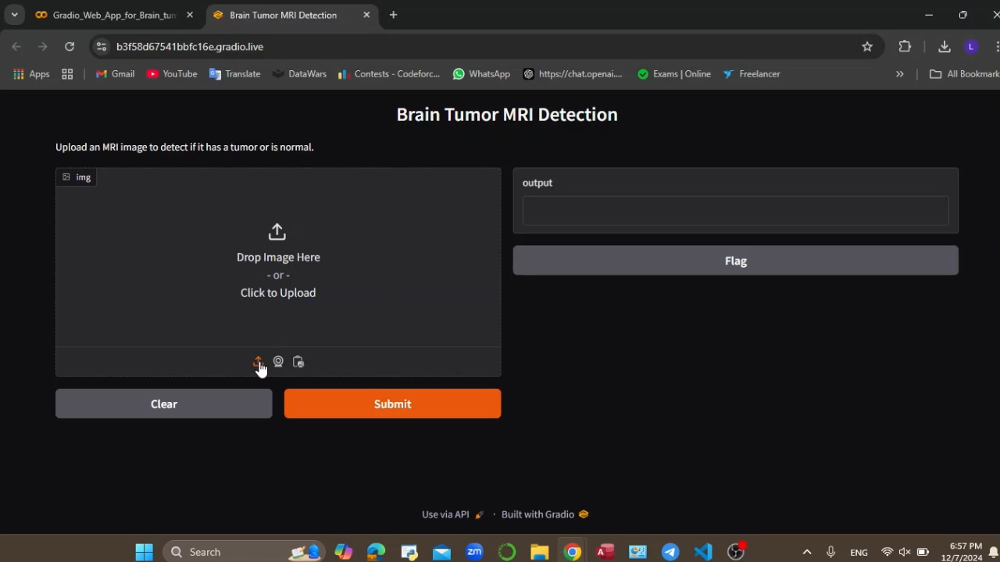 Gradio_Web_App_for_Brain_tun
Brain Tumor MRI Detection
b3f58d67541bbfc16e.gradio.live
L
Apps
Gmail
YouTube
Translate
DataWars
Contests - Codeforc...
WhatsApp
https://chat.openai....
Exams | Online
Freelancer
»
All Bookmark
Brain Tumor MRI Detection
Upload an MRI image to detect if it has a tumor or is normal.
img
Drop Image Here
- or -
Click to Upload
Clear
Submit
output
Flag
Use via API · Built with Gradio
Search
zm
A
ENG
6:57 PM
12/7/2024